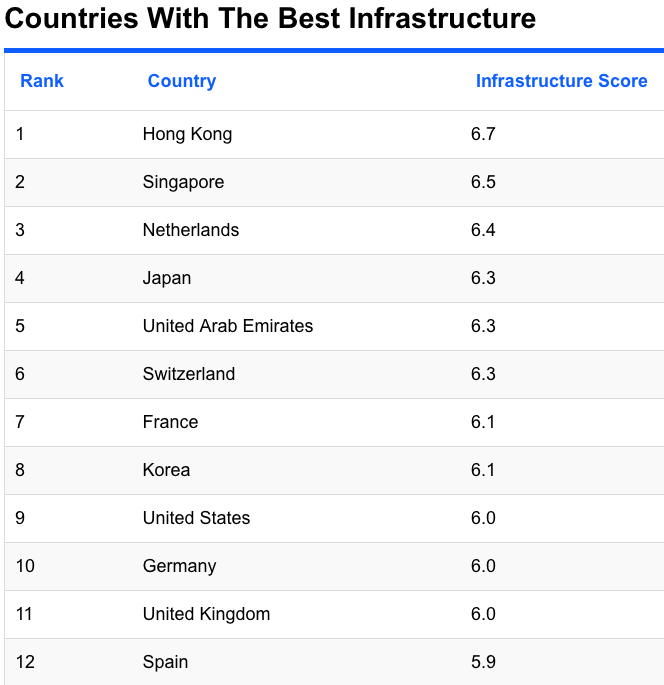 Countries With The Best Infrastructure
Rank Country Infrastructure Score
1 Hong Kong 6.7
2 Singapore 6.5
3 Netherlands 6.4
4 Japan 6.3
5 United Arab Emirates 6.3
6 Switzerland 6.3
7 France 6.1
8 Korea 6.1
9 United States 6.0
10 Germany 6.0
11 United Kingdom 6.0
12 Spain 5.9